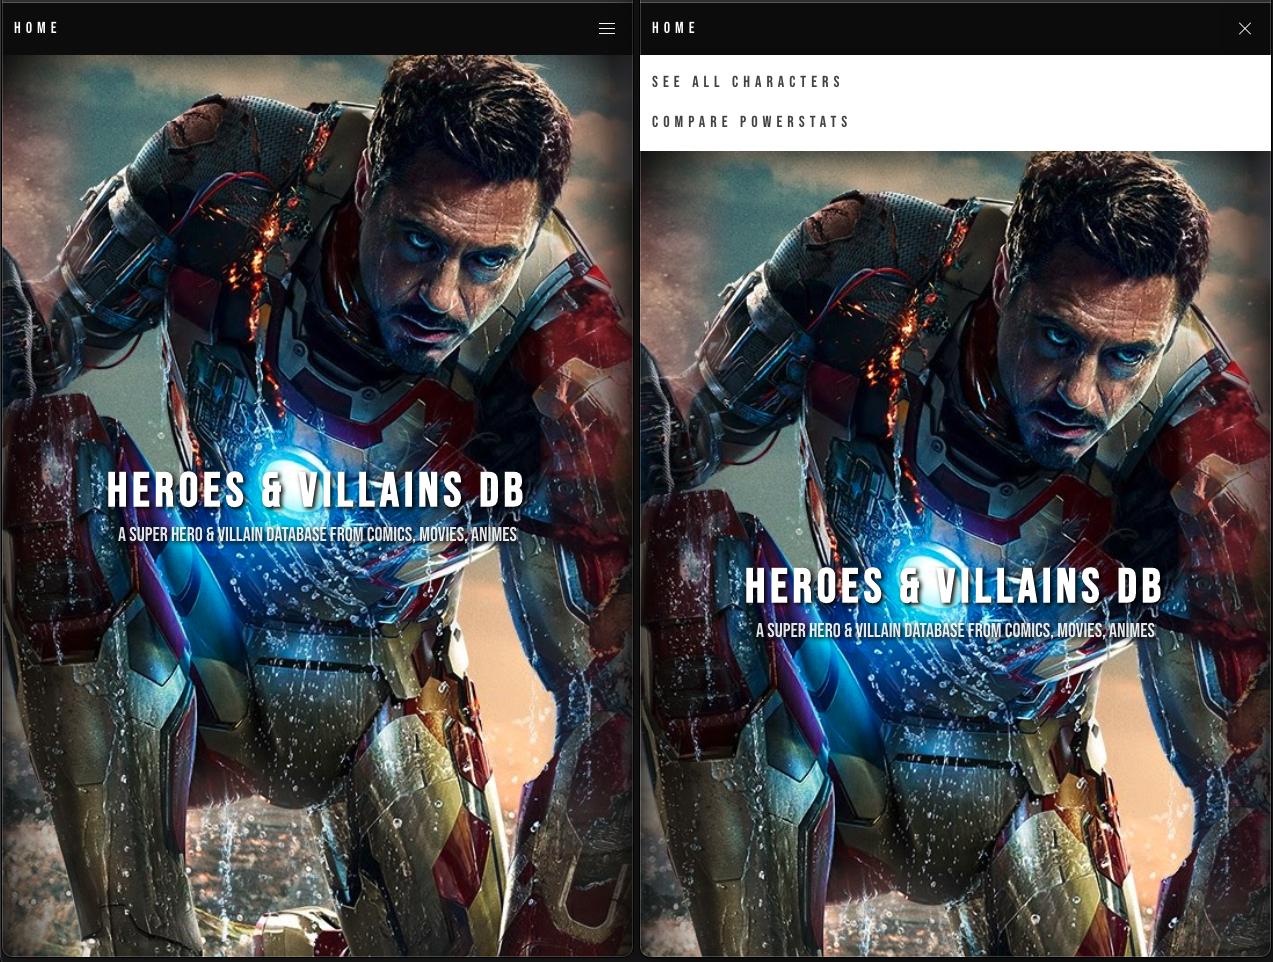 HOME
HEROES & VILLAINS DB
A SUPER HERO & VILLAIN DATABASE FROM COMICS, MOVIES, ANIMES
HOME
SEE ALL CHARACTERS
COMPARE POWERSTATS
HEROES & VILLAINS DB
A SUPER HERO & VILLAIN DATABASE FROM COMICS, MOVIES, ANIMES